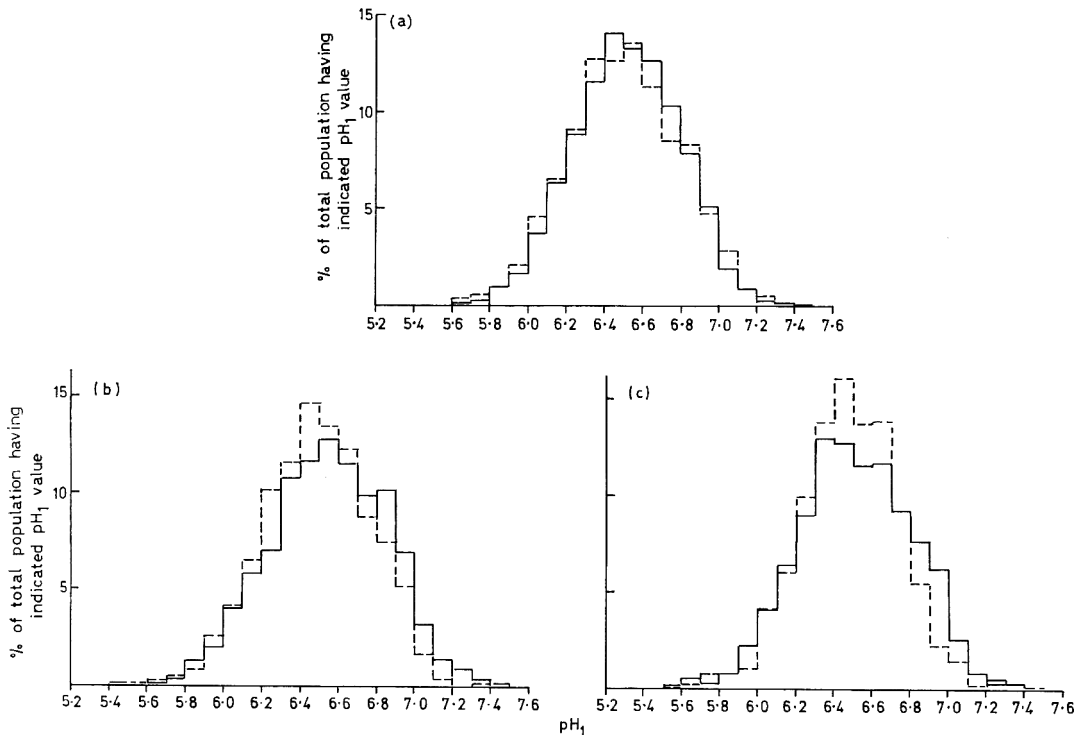 (a)
15
10
5
% of total population having
indicated pH₁ value
5·2 5·4 5·6 5·8 6·0 6·2 6·4 6·6 6·8 7·0 7·2 7·4 7·6
(b)
15
10
5
% of total population having
indicated pH₁ value
5·2 5·4 5·6 5·8 6·0 6·2 6·4 6·6 6·8 7·0 7·2 7·4 7·6
(c)
5·2 5·4 5·6 5·8 6·0 6·2 6·4 6·6 6·8 7·0 7·2 7·4 7·6
pH₁